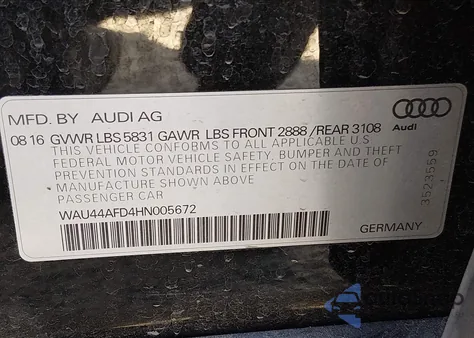 MFD. BY AUDI AG
08 16 GVWR LBS 5831 GAWR LBS FRONT 2888 /REAR 3108
THIS VEHICLE CONFORMS TO ALL APPLICABLE U.S
FEDERAL MOTOR VEHICLE SAFETY. BUMPER AND THEFT
PREVENTION STANDARDS IN EFFECT ON THE DATE OF
MANUFACTURE SHOWN ABOVE
PASSENGER CAR
WAU44AFD4HN005672
GERMANY
Audi
3523559